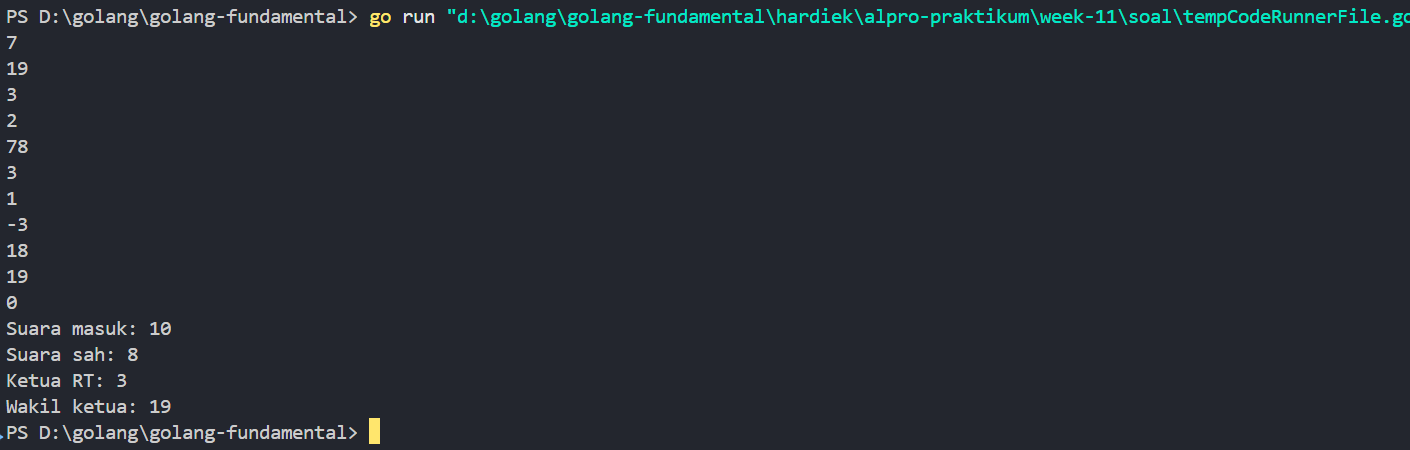 PS D:\golang\golang-fundamental> go run "d:\golang\golang-fundamental\hardiek\alpro-praktikum\week-11\soal\tempCodeRunnerFile.go
7
19
3
2
78
3
1
-3
18
19
0
Suara masuk: 10
Suara sah: 8
Ketua RT: 3
Wakil ketua: 19
PS D:\golang\golang-fundamental>